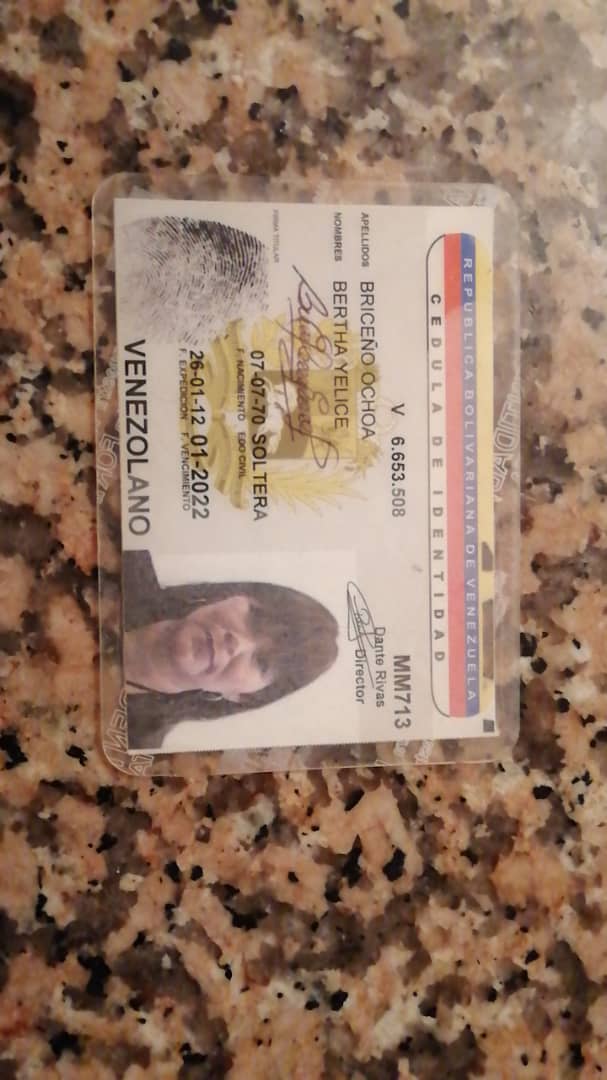 REPUBLICA BOLIVARIANA DE VENEZUELA
CEDULA DE IDENTIDAD
V 6.653.508
MM713
APELLIDOS BRICEÑO OCHOA
NOMBRES BERTHA YELICE
Dante Rivas
Director
FIRMA TITULAR
07-07-70 SOLTERA
F. NACIMIENTO EDO CIVIL
26-01-12 01-2022
F. EXPEDICION F. VENCIMIENTO
VENEZOLANO